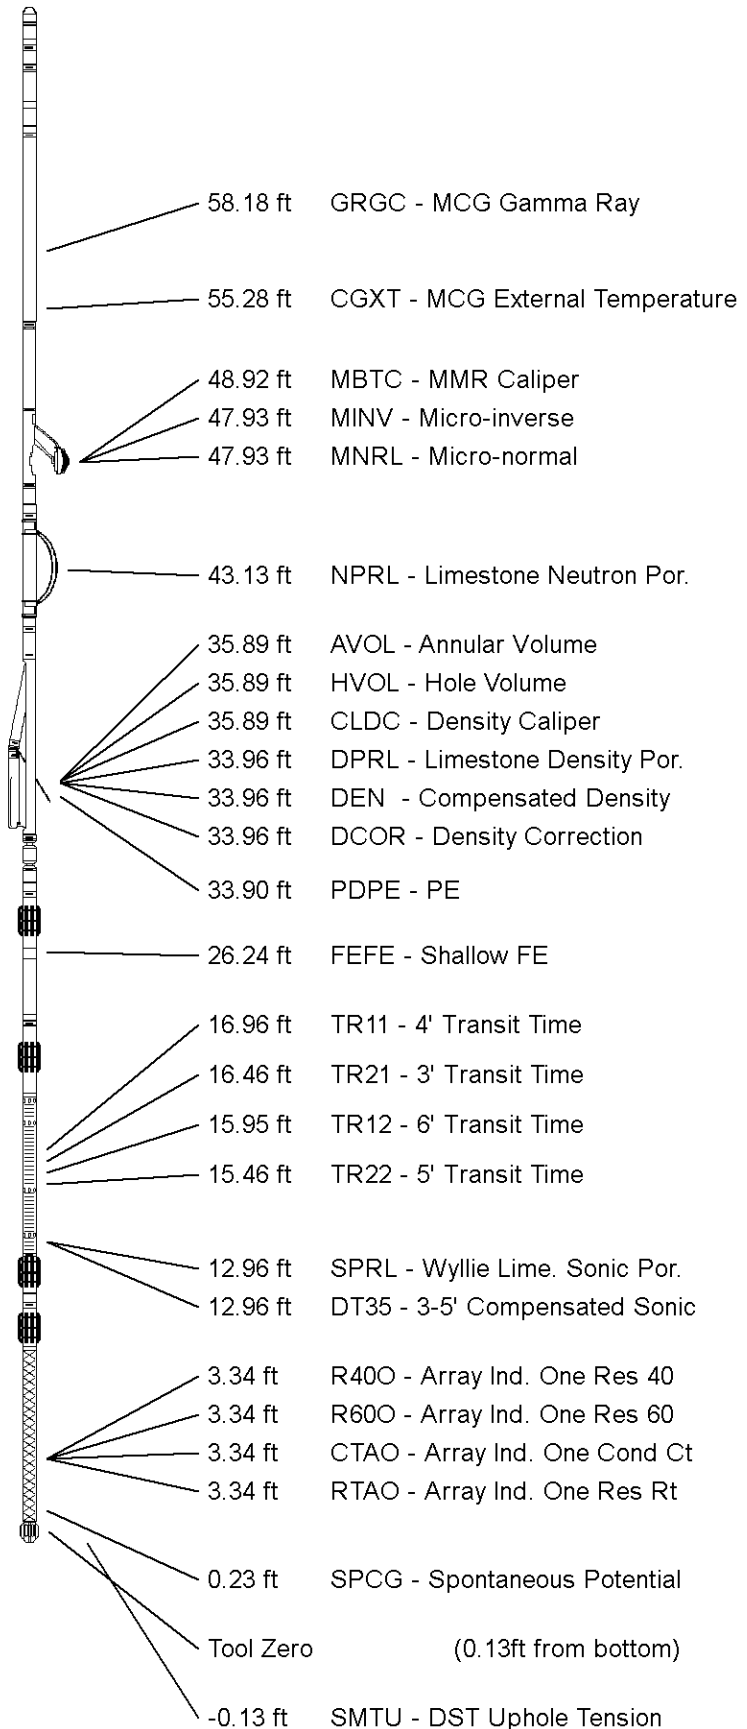 58.18 ft GRGC - MCG Gamma Ray
55.28 ft CGXT - MCG External Temperature
48.92 ft MBTC - MMR Caliper
47.93 ft MINV - Micro-inverse
47.93 ft MNRL - Micro-normal
43.13 ft NPRL - Limestone Neutron Por.
35.89 ft AVOL - Annular Volume
35.89 ft HVOL - Hole Volume
35.89 ft CLDC - Density Caliper
33.96 ft DPRL - Limestone Density Por.
33.96 ft DEN - Compensated Density
33.96 ft DCOR - Density Correction
33.90 ft PDPE - PE
26.24 ft FEFE - Shallow FE
16.96 ft TR11 - 4' Transit Time
16.46 ft TR21 - 3' Transit Time
15.95 ft TR12 - 6' Transit Time
15.46 ft TR22 - 5' Transit Time
12.96 ft SPRL - Wyllie Lime. Sonic Por.
12.96 ft DT35 - 3-5' Compensated Sonic
3.34 ft R40O - Array Ind. One Res 40
3.34 ft R60O - Array Ind. One Res 60
3.34 ft CTAO - Array Ind. One Cond Ct
3.34 ft RTAO - Array Ind. One Res Rt
0.23 ft SPCG - Spontaneous Potential
Tool Zero (0.13ft from bottom)
-0.13 ft SMTU - DST Uphole Tension